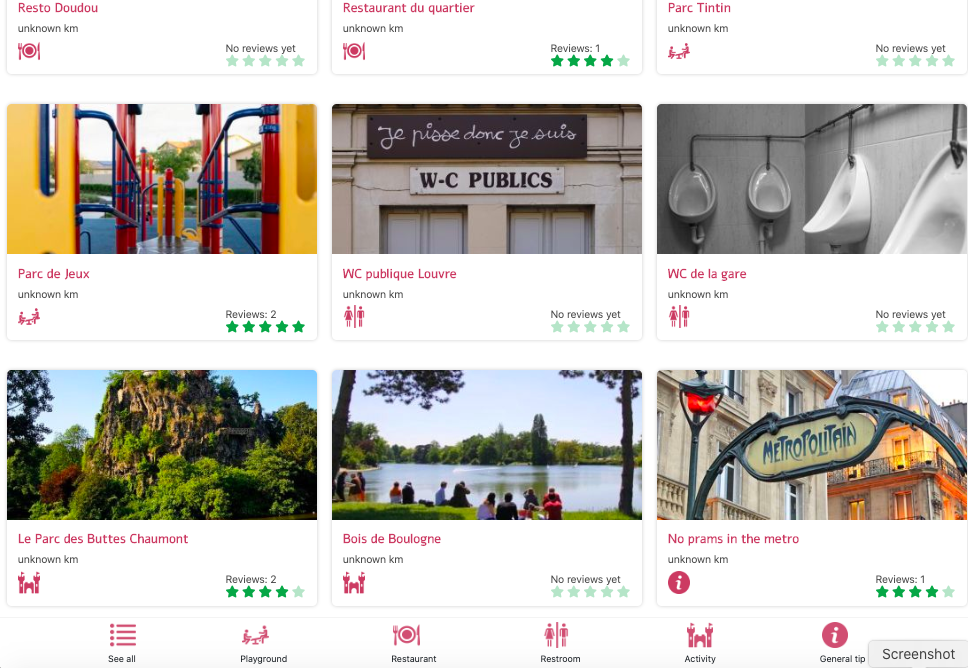 Resto Doudou
unknown km
No reviews yet
Restaurant du quartier
unknown km
Reviews: 1
Parc Tintin
unknown km
No reviews yet
Parc de Jeux
unknown km
Reviews: 2
Je pisse donc je suis
W-C PUBLICS
WC publique Louvre
unknown km
No reviews yet
WC de la gare
unknown km
No reviews yet
Le Parc des Buttes Chaumont
unknown km
Reviews: 2
Bois de Boulogne
unknown km
No reviews yet
METROPOLITAIN
No prams in the metro
unknown km
Reviews: 1
See all
Playground
Restaurant
Restroom
Activity
General tip
Screenshot